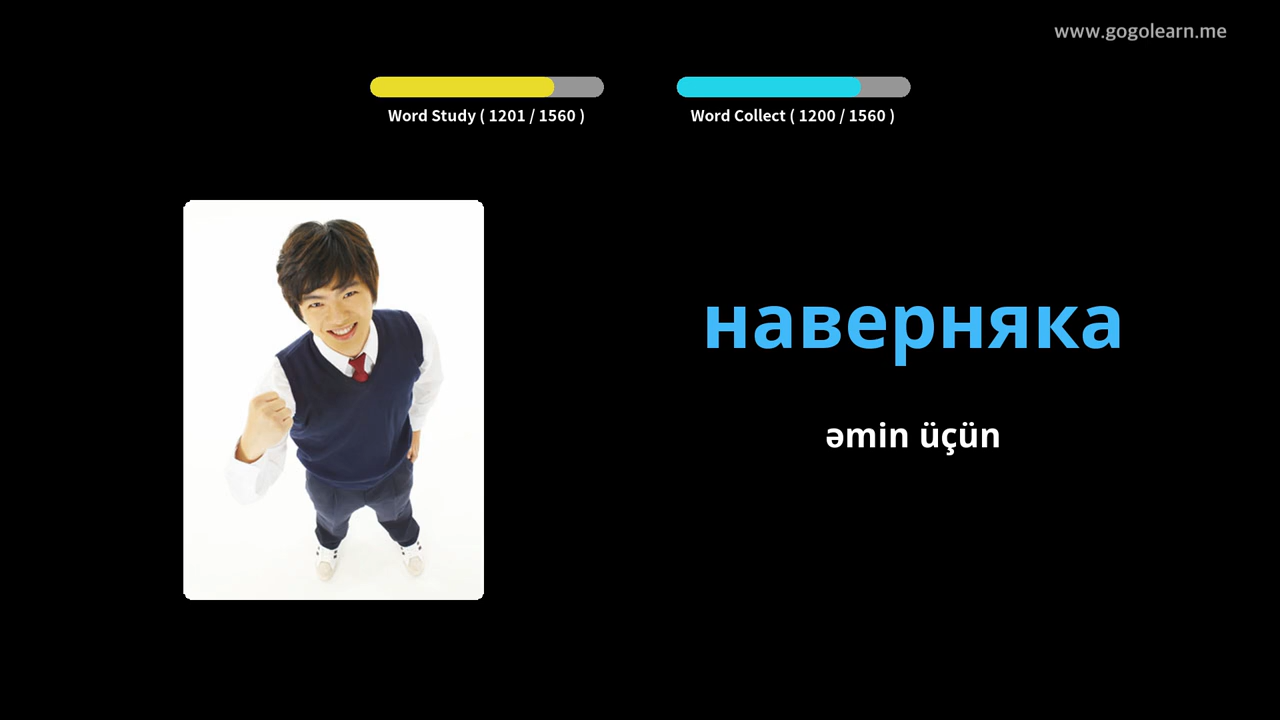 www.gogolearn.me
Word Study ( 1201 / 1560 )
Word Collect ( 1200 / 1560 )
наверняка
əmin üçün